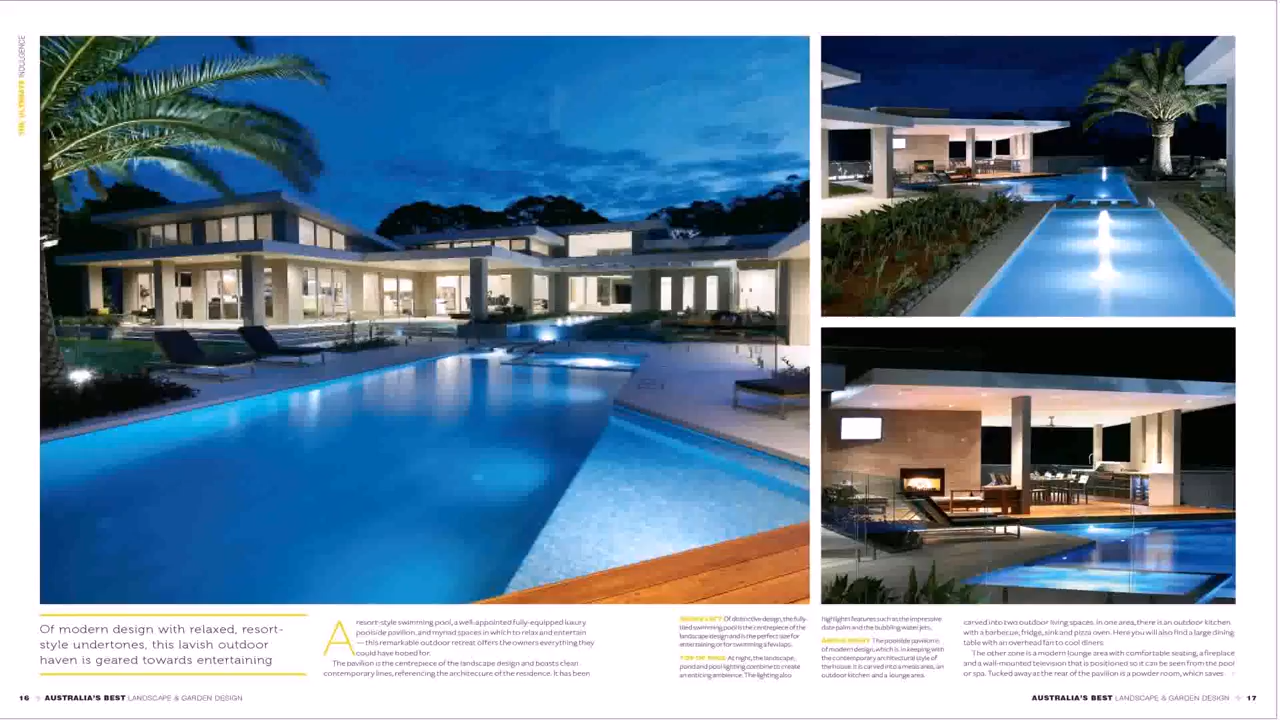 THE ULTIMATE INDULGENCE
Of modern design with relaxed, resort-
style undertones, this lavish outdoor
haven is geared towards entertaining
A resort-style swimming pool, a well-appointed fully-equipped luxury
poolside pavilion, and myriad spaces in which to relax and entertain
— this remarkable outdoor retreat offers the owners everything they
could have hoped for.
The pavilion is the centrepiece of the landscape design and boasts clean
contemporary lines, referencing the architecture of the residence. It has been
Of distinctive design, the fully-
tiled swimming pool is the centrepiece of the
landscape design and is the perfect size for
entertaining or for swimming a few laps.
At night, the landscape,
pond and pool lighting combine to create
an enticing ambience. The lighting also
highlights features such as the impressive
date palm and the bubbling water jets.
The poolside pavilion is
of modern design, which is in keeping with
the contemporary architectural style of
the house. It is carved into a
outdoor kitchen and a lounge area.
carved into two outdoor living spaces. In one area, there is an outdoor kitchen
with a barbecue, fridge, sink and pizza oven. Here you will also find a large dining
table with an overhead fan to cool diners.
The other zone is a modern lounge area with comfortable seating, a fireplace
and a wall-mounted television that is positioned so it can be seen from the pool
or spa. Tucked away at the rear of the pavilion is a powder room, which saves
16 AUSTRALIA'S BEST LANDSCAPE & GARDEN DESIGN
AUSTRALIA'S BEST LANDSCAPE & GARDEN DESIGN 17